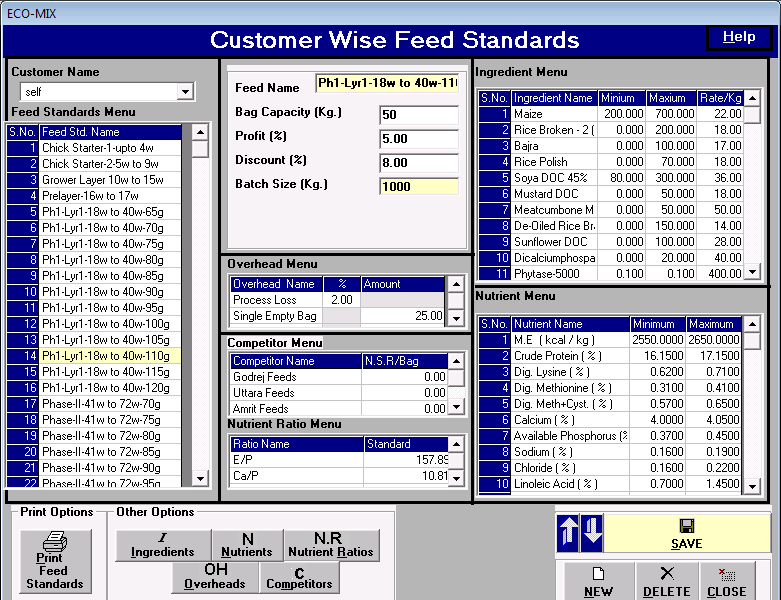 ECO-MIX
Customer Wise Feed Standards
Help
Customer Name
self
Feed Standards Menu
S.No. Feed Std. Name
1 Chick Starter-1-upto 4w
2 Chick Starter-2-5w to 9w
3 Grower Layer 10w to 15w
4 Prelayer-16w to 17w
5 Ph1-Lyr1-18w to 40w-65g
6 Ph1-Lyr1-18w to 40w-70g
7 Ph1-Lyr1-18w to 40w-75g
8 Ph1-Lyr1-18w to 40w-80g
9 Ph1-Lyr1-18w to 40w-85g
10 Ph1-Lyr1-18w to 40w-90g
11 Ph1-Lyr1-18w to 40w-95g
12 Ph1-Lyr1-18w to 40w-100g
13 Ph1-Lyr1-18w to 40w-105g
14 Ph1-Lyr1-18w to 40w-110g
15 Ph1-Lyr1-18w to 40w-115g
16 Ph1-Lyr1-18w to 40w-120g
17 Phase-II-41w to 72w-70g
18 Phase-II-41w to 72w-75g
19 Phase-II-41w to 72w-80g
20 Phase-II-41w to 72w-85g
21 Phase-II-41w to 72w-90g
22 Phase-II-41w to 72w-95g
Feed Name Ph1-Lyr1-18w to 40w-11
Bag Capacity (Kg.) 50
Profit (%) 5.00
Discount (%) 8.00
Batch Size (Kg.) 1000
Overhead Menu
Overhead Name % Amount
Process Loss 2.00
Single Empty Bag 25.00
Competitor Menu
Competitor Name N.S.R/Bag
Godrej Feeds 0.00
Uttara Feeds 0.00
Amrit Feeds 0.00
Nutrient Ratio Menu
Ratio Name Standard
E/P 157.89
Ca/P 10.81
Ingredient Menu
S.No. Ingredient Name Minium Maxium Rate/Kg
1 Maize 200.000 700.000 22.00
2 Rice Broken - 2 ( 0.000 200.000 18.00
3 Bajra 0.000 100.000 17.00
4 Rice Polish 0.000 70.000 18.00
5 Soya DOC 45% 80.000 300.000 36.00
6 Mustard DOC 0.000 50.000 18.00
7 Meatcumbone M 0.000 50.000 50.00
8 De-Oiled Rice Br 0.000 150.000 14.00
9 Sunflower DOC 0.000 100.000 28.00
10 Dicalciumphospa 0.000 20.000 40.00
11 Phytase-5000 0.100 0.100 400.00
Nutrient Menu
S.No. Nutrient Name Minimum Maximum
1 M.E ( kcal / kg ) 2550.0000 2650.0000
2 Crude Protein ( % ) 16.1500 17.1500
3 Dig. Lysine ( % ) 0.6200 0.7100
4 Dig. Methionine ( % ) 0.3100 0.4100
5 Dig. Meth+Cyst. ( % ) 0.5700 0.6500
6 Calcium ( % ) 4.0000 4.0500
7 Available Phosphorus (% 0.3700 0.4500
8 Sodium ( % ) 0.1600 0.1900
9 Chloride ( % ) 0.1600 0.2200
10 Linoleic Acid ( % ) 0.7000 1.4500
Print Options
Print
Feed
Standards
Other Options
I
Ingredients
N
Nutrients
N.R
Nutrient Ratios
OH
Overheads
C
Competitors
SAVE
NEW
DELETE
CLOSE